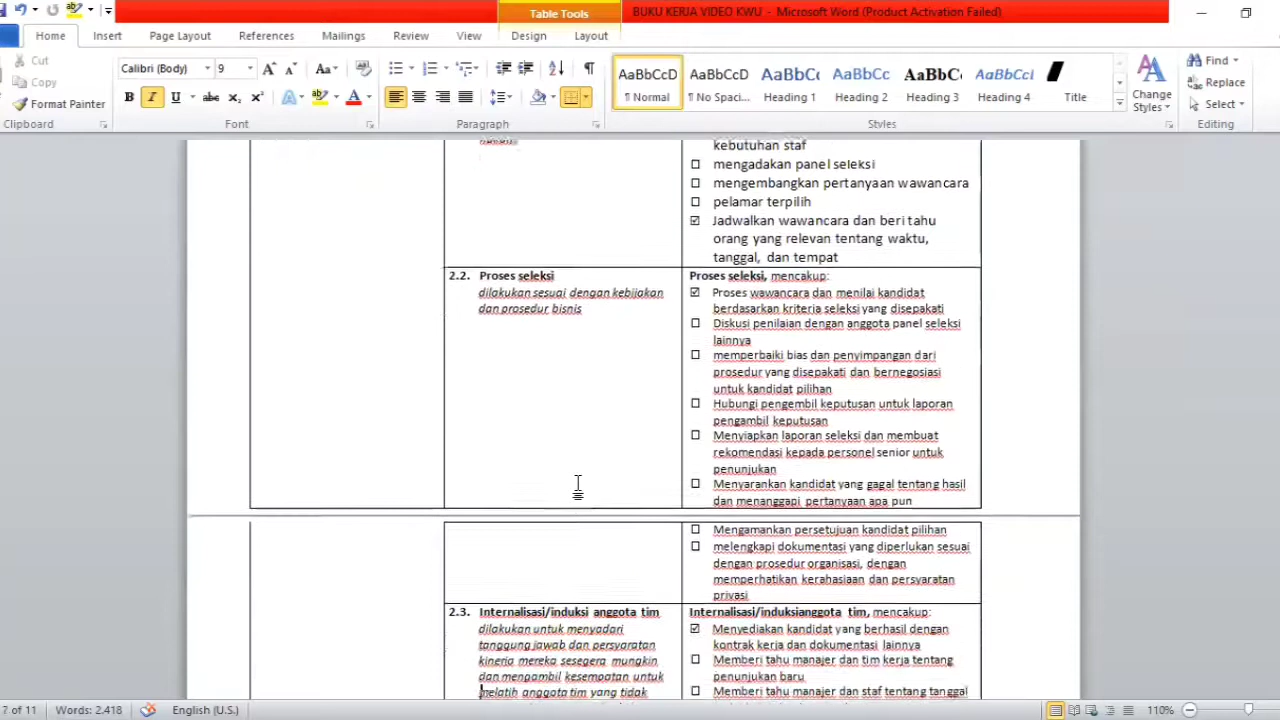 Table Tools
BUKU KERJA VIDEO KWU - Microsoft Word (Product Activation Failed)
Home Insert Page Layout References Mailings Review View Design Layout
Cut
Copy
Format Painter
Clipboard
Calibri (Body) 9
Font
Paragraph
AaBbCcD AaBbCcD AaBbCc AaBbCc AaBbCc AaBbCcI
¶ Normal ¶ No Spaci... Heading 1 Heading 2 Heading 3 Heading 4 Title
Styles
Change
Styles
Find
Replace
Select
Editing
kebutuhan staf
mengadakan panel seleksi
mengembangkan pertanyaan wawancara
pelamar terpilih
Jadwalkan wawancara dan beri tahu
orang yang relevan tentang waktu,
tanggal, dan tempat
2.2. Proses seleksi
dilakukan sesuai dengan kebijakan
dan prosedur bisnis
Proses seleksi, mencakup:
Proses wawancara dan menilai kandidat
berdasarkan kriteria seleksi yang disepakati
Diskusi penilaian dengan anggota panel seleksi
lainnya
memperbaiki bias dan penyimpangan dari
prosedur yang disepakati dan bernegosiasi
untuk kandidat pilihan
Hubungi pengembil keputusan untuk laporan
pengambil keputusan
Menyiapkan laporan seleksi dan membuat
rekomendasi kepada personel senior untuk
penunjukan
Menyarankan kandidat yang gagal tentang hasil
dan menanggapi pertanyaan apa pun
Mengamankan persetujuan kandidat pilihan
melengkapi dokumentasi yang diperlukan sesuai
dengan prosedur organisasi, dengan
memperhatikan kerahasiaan dan persyaratan
privasi
2.3. Internalisasi/induksi anggota tim
dilakukan untuk menyadari
tanggung jawab dan persyaratan
kinerja mereka sesegera mungkin
dan mengambil kesempatan untuk
melatih anggota tim yang tidak
Internalisasi/induksianggota tim, mencakup:
Menyediakan kandidat yang berhasil dengan
kontrak kerja dan dokumentasi lainnya
Memberi tahu manajer dan tim kerja tentang
penunjukan baru
Memberi tahu manajer dan staf tentang tanggal
7 of 11 Words: 2.418 English (U.S.) 110%